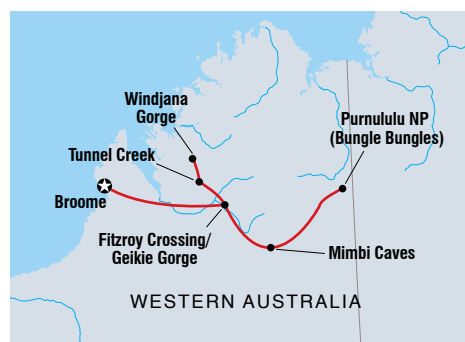 Windjana
Gorge
Purnululu NP
(Bungle Bungles)
Tunnel Creek
Broome
Fitzroy Crossing/
Geikie Gorge
Mimbi Caves
WESTERN AUSTRALIA